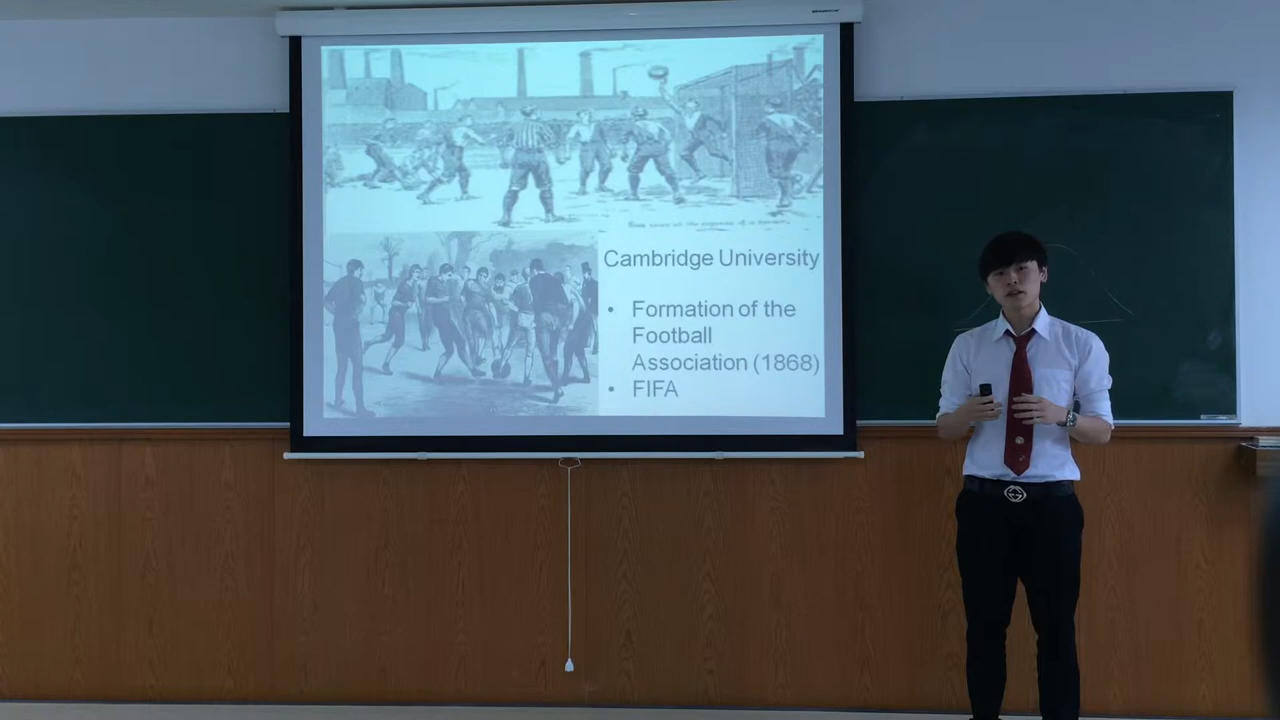 Cambridge University
• Formation of the
Football
Association (1868)
• FIFA